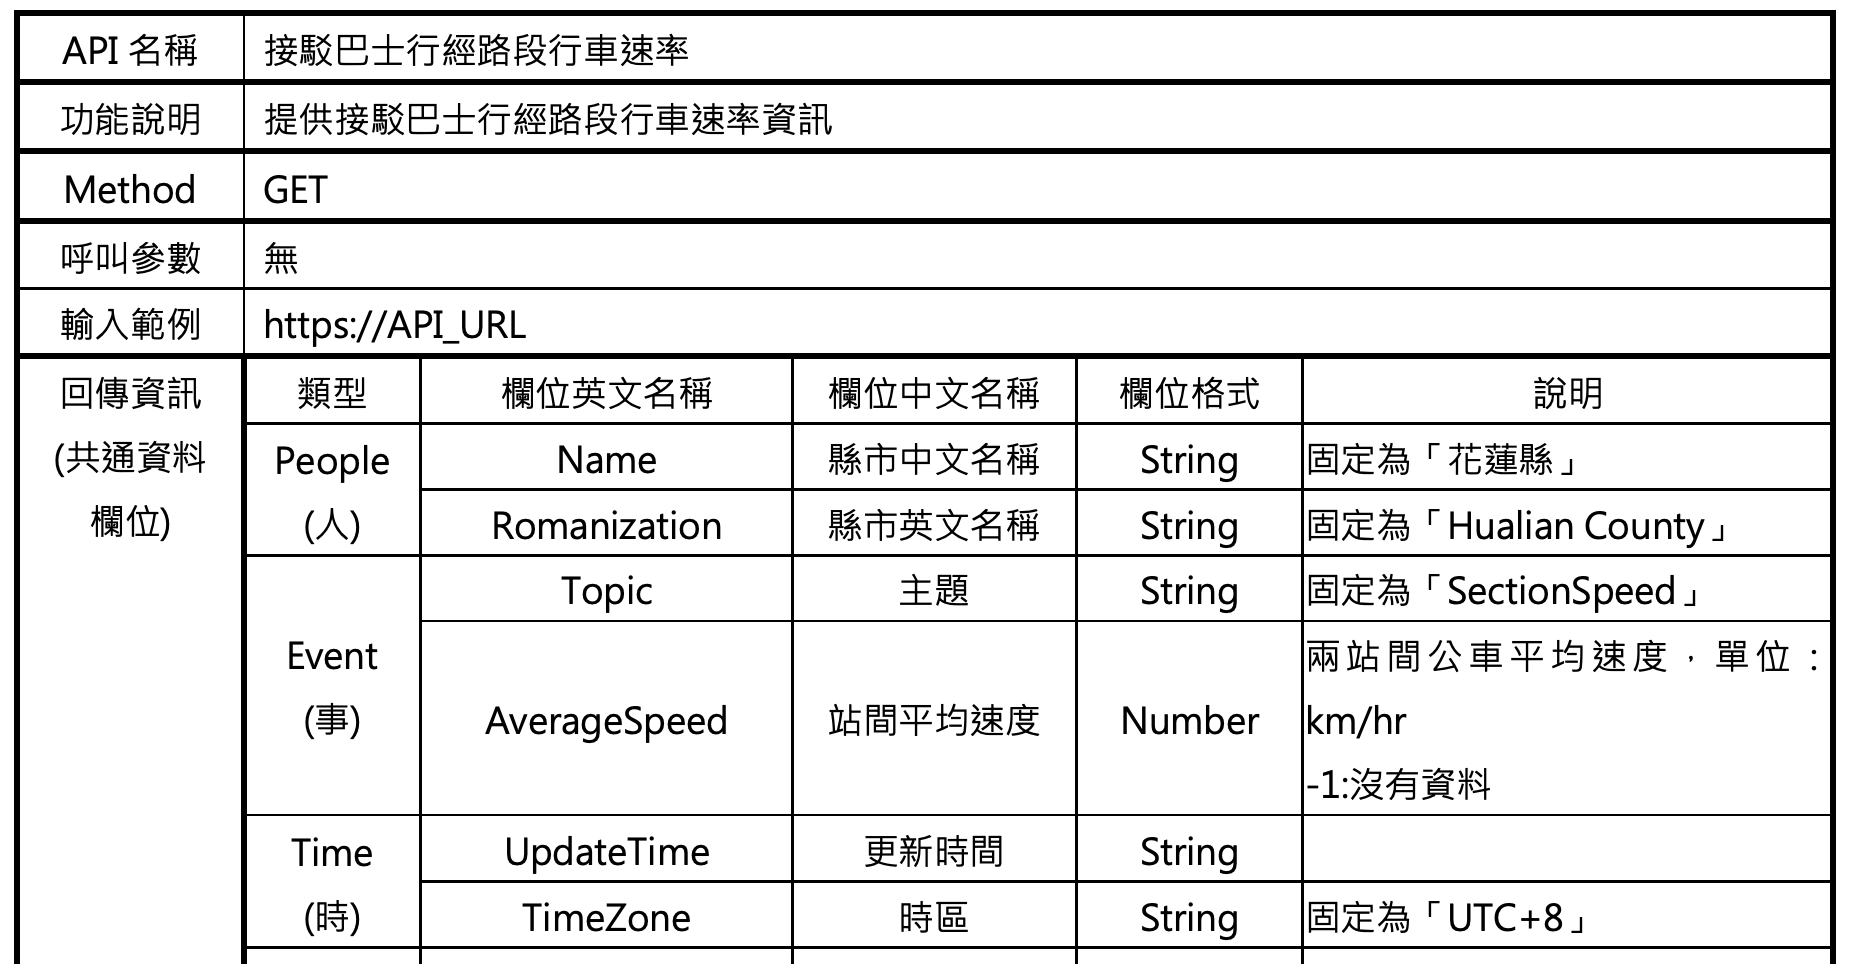 API 名稱 接駁巴士行經路段行車速率
功能說明 提供接駁巴士行經路段行車速率資訊
Method GET
呼叫參數 無
輸入範例 https://API_URL
回傳資訊
(共通資料
欄位)
類型 欄位英文名稱 欄位中文名稱 欄位格式 說明
People
(人)
Name 縣市中文名稱 String 固定為「花蓮縣」
Romanization 縣市英文名稱 String 固定為「Hualian County」
Event
(事)
Topic 主題 String 固定為「SectionSpeed」
AverageSpeed 站間平均速度 Number 兩站間公車平均速度，單位：
km/hr
-1:沒有資料
Time
(時)
UpdateTime 更新時間 String
TimeZone 時區 String 固定為「UTC+8」